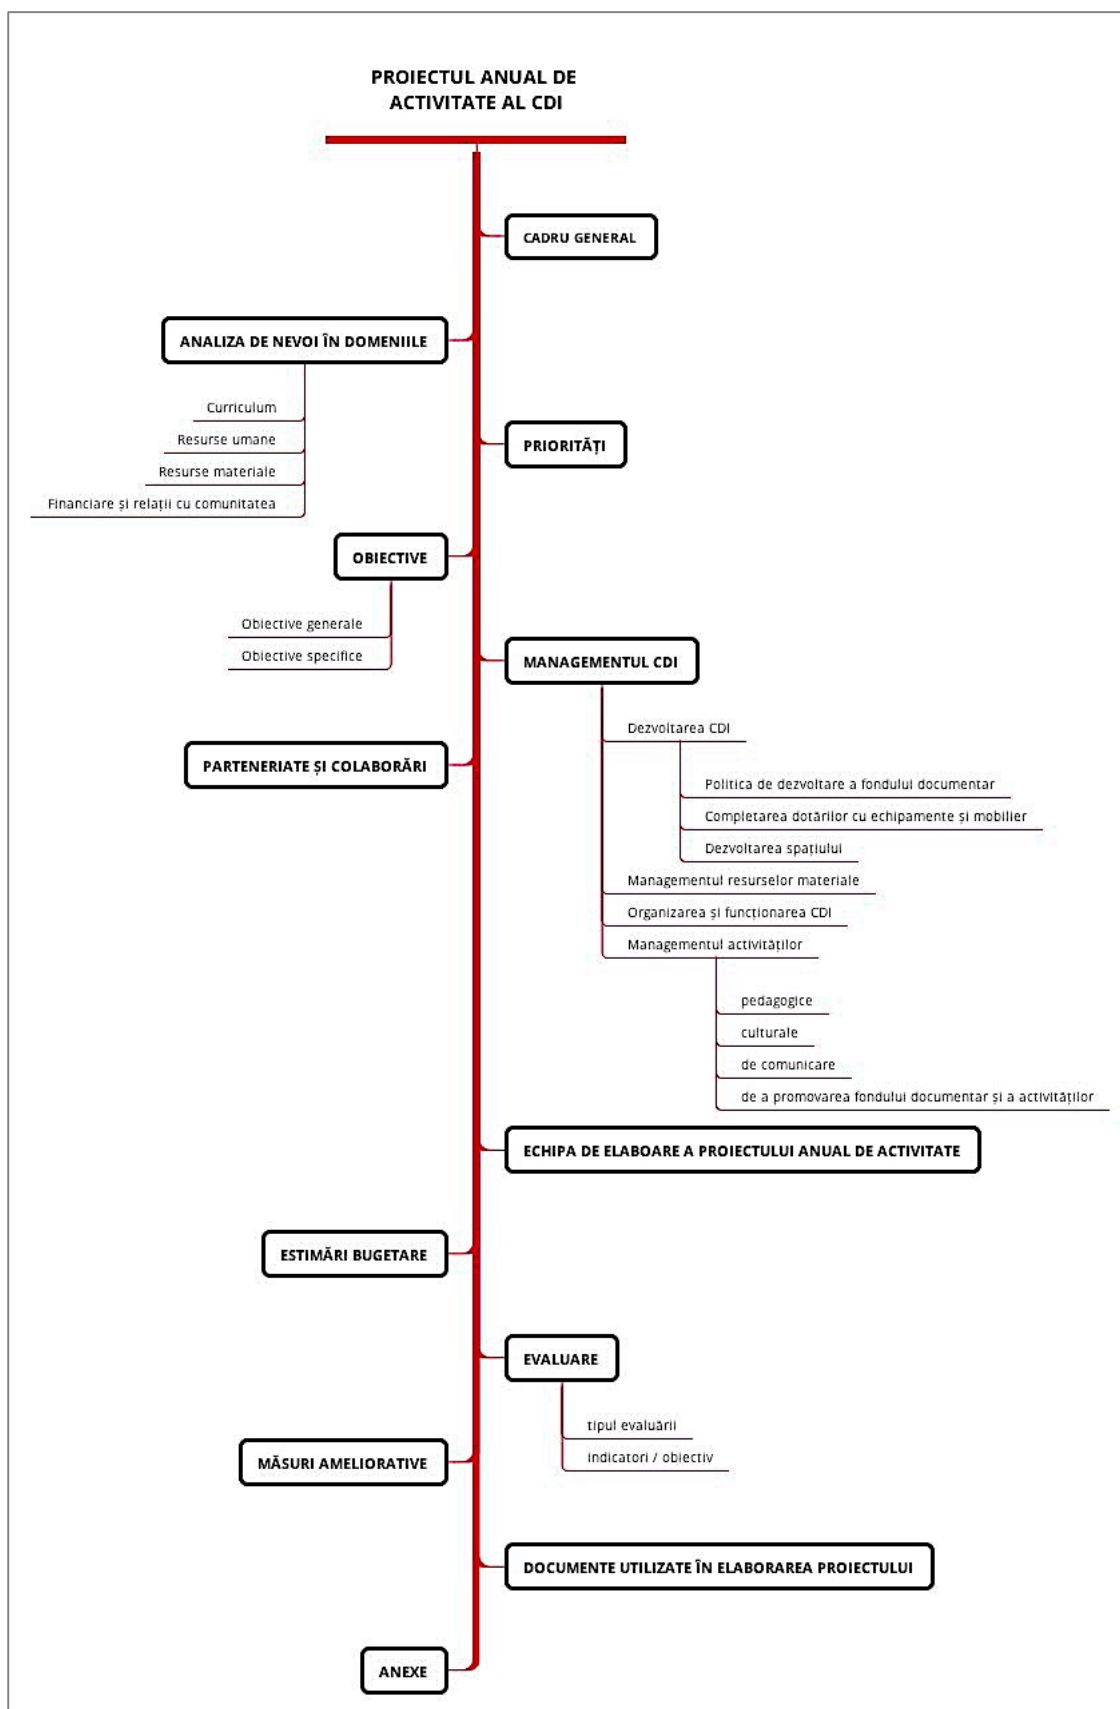 PROIECTUL ANUAL DE
ACTIVITATE AL CDI
CADRU GENERAL
ANALIZA DE NEVOI ÎN DOMENIILE
Curriculum
Resurse umane
Resurse materiale
Financiare și relații cu comunitatea
PRIORITĂȚI
OBIECTIVE
Obiective generale
Obiective specifice
MANAGEMENTUL CDI
Dezvoltarea CDI
Politica de dezvoltare a fondului documentar
Completarea dotărilor cu echipamente și mobilier
Dezvoltarea spațiului
Managementul resurselor materiale
Organizarea și funcționarea CDI
Managementul activităților
pedagogice
culturale
de comunicare
de a promovarea fondului documentar și a activităților
PARTENERIATE ȘI COLABORĂRI
ECHIPA DE ELABOARE A PROIECTULUI ANUAL DE ACTIVITATE
ESTIMĂRI BUGETARE
EVALUARE
tipul evaluării
indicatori / obiectiv
MĂSURI AMELIORATIVE
DOCUMENTE UTILIZATE ÎN ELABORAREA PROIECTULUI
ANEXE